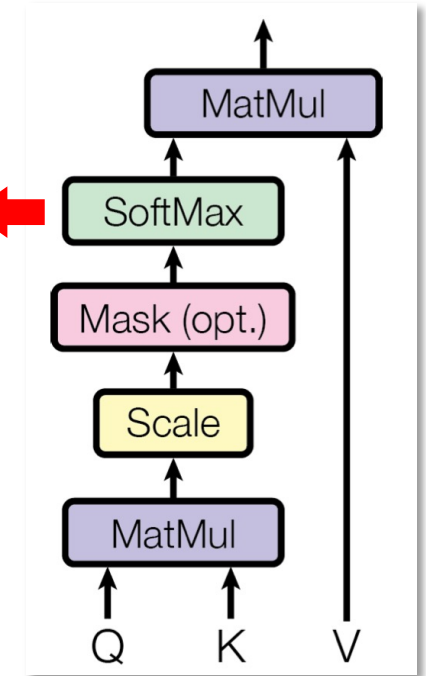 MatMul
SoftMax
Mask (opt.)
Scale
MatMul
Q K V